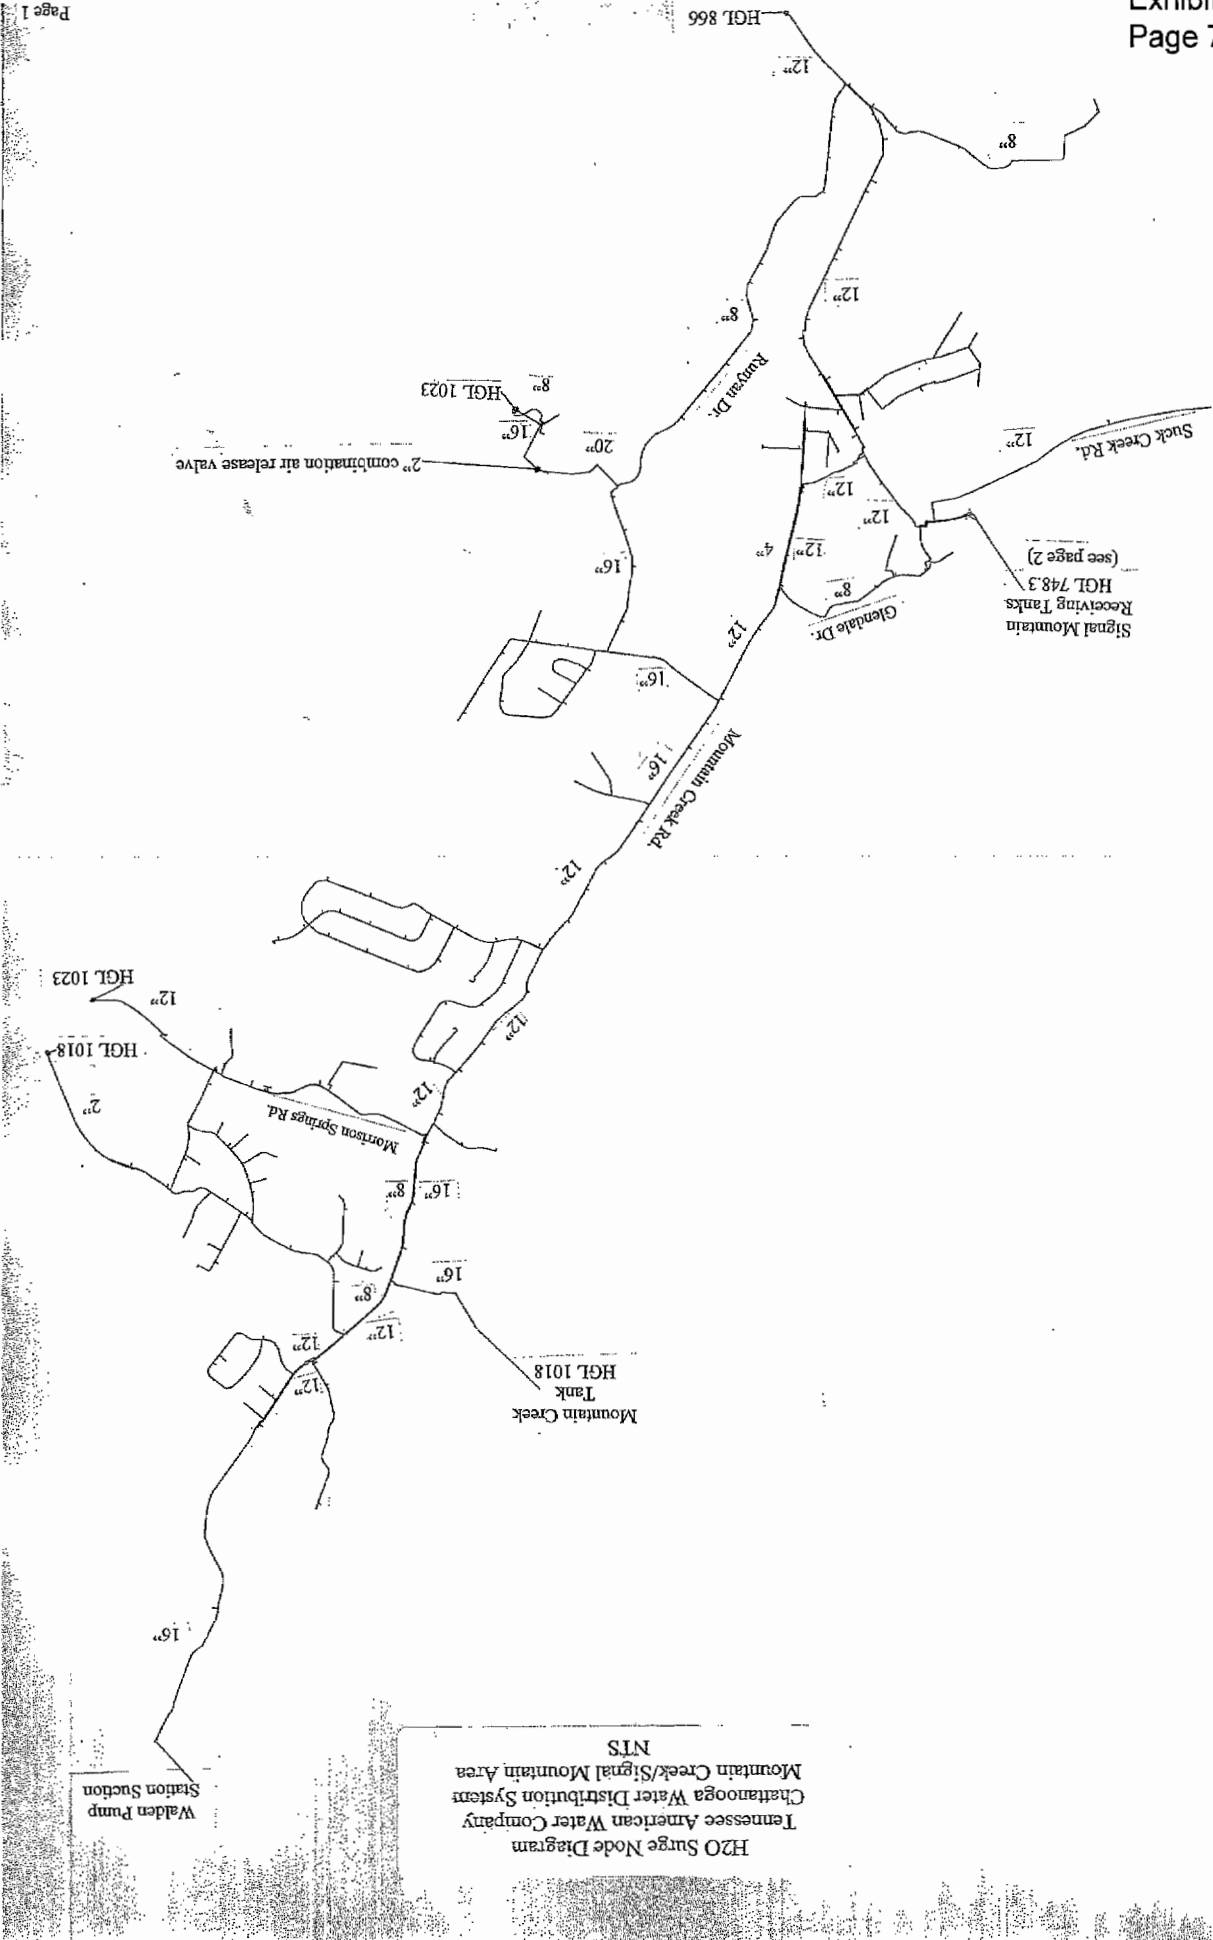 Exhibi
Page 7
H2O Surge Node Diagram
Tennessee American Water Company
Chattanooga Water Distribution System
Mountain Creek/Signal Mountain Area
NTS
Walden Pump
Station Suction
16"
12"
12"
Mountain Creek
Tank
HGL 1018
12"
8"
16"
16"
8"
Morrison Springs Rd.
2"
HGL 1018
12"
HGL 1023
12"
12"
12"
Mountain Creek Rd.
16"
16"
12"
Glendale Dr.
8"
Signal Mountain
Receiving Tanks
HGL 748.3
(see page 2)
16"
4"
12"
12"
12"
Suck Creek Rd.
12"
2" combination air release valve
20"
16"
8"
HGL 1023
Runyan Dr.
8"
12"
8"
12"
HGL 866
Page 1